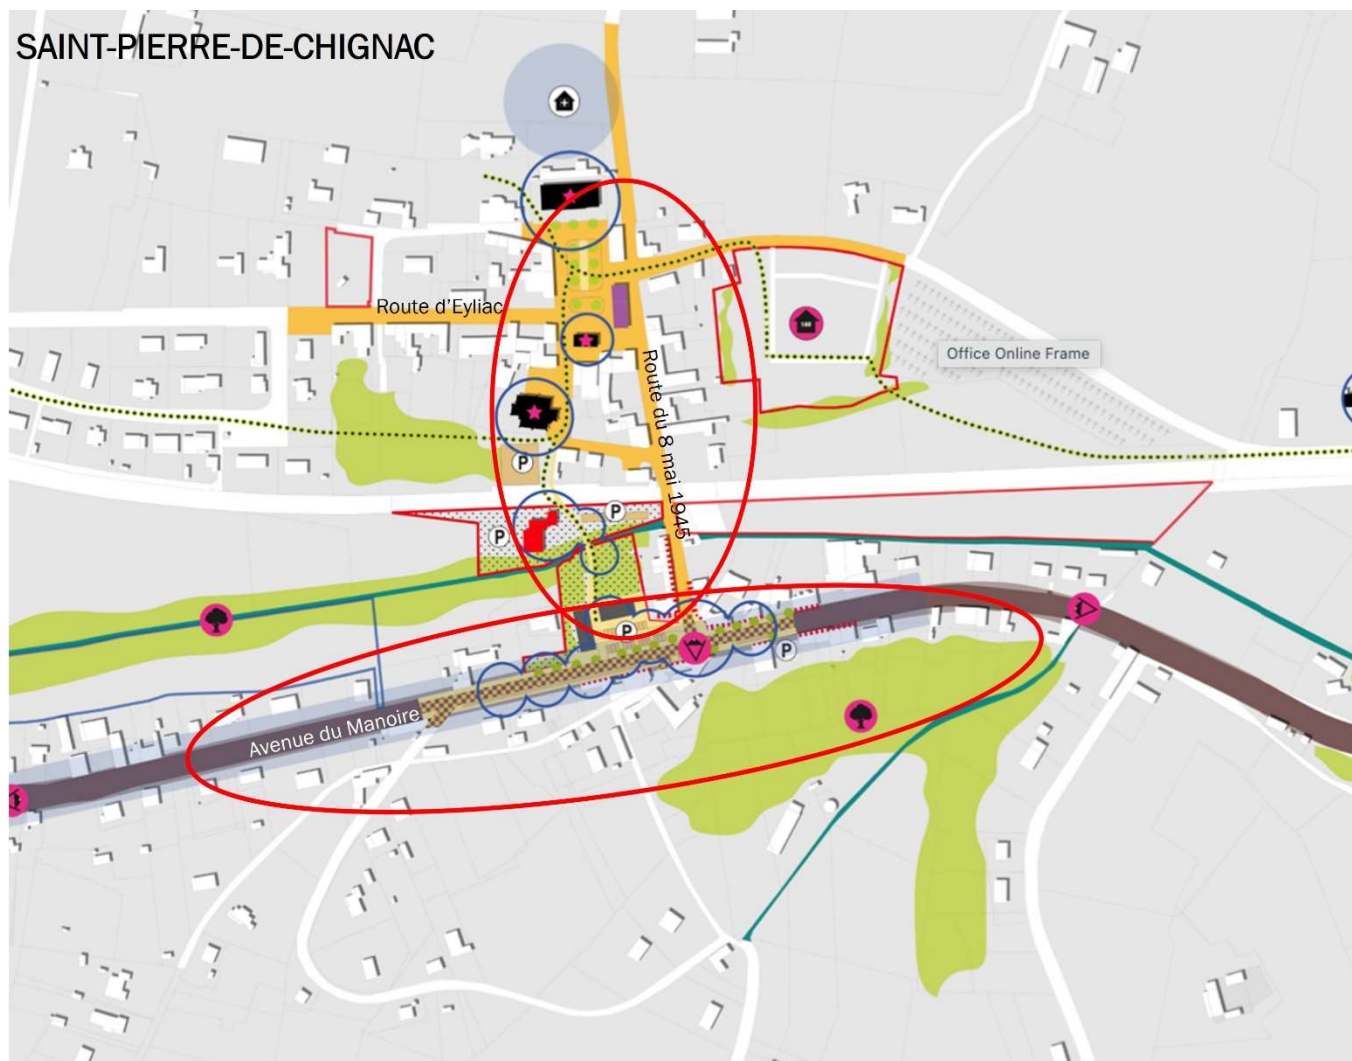 SAINT-PIERRE-DE-CHIGNAC
Route d'Eyliac
Office Online Frame
Route du 8 mai 1945
P
P
P
P
P
Avenue du Manoire